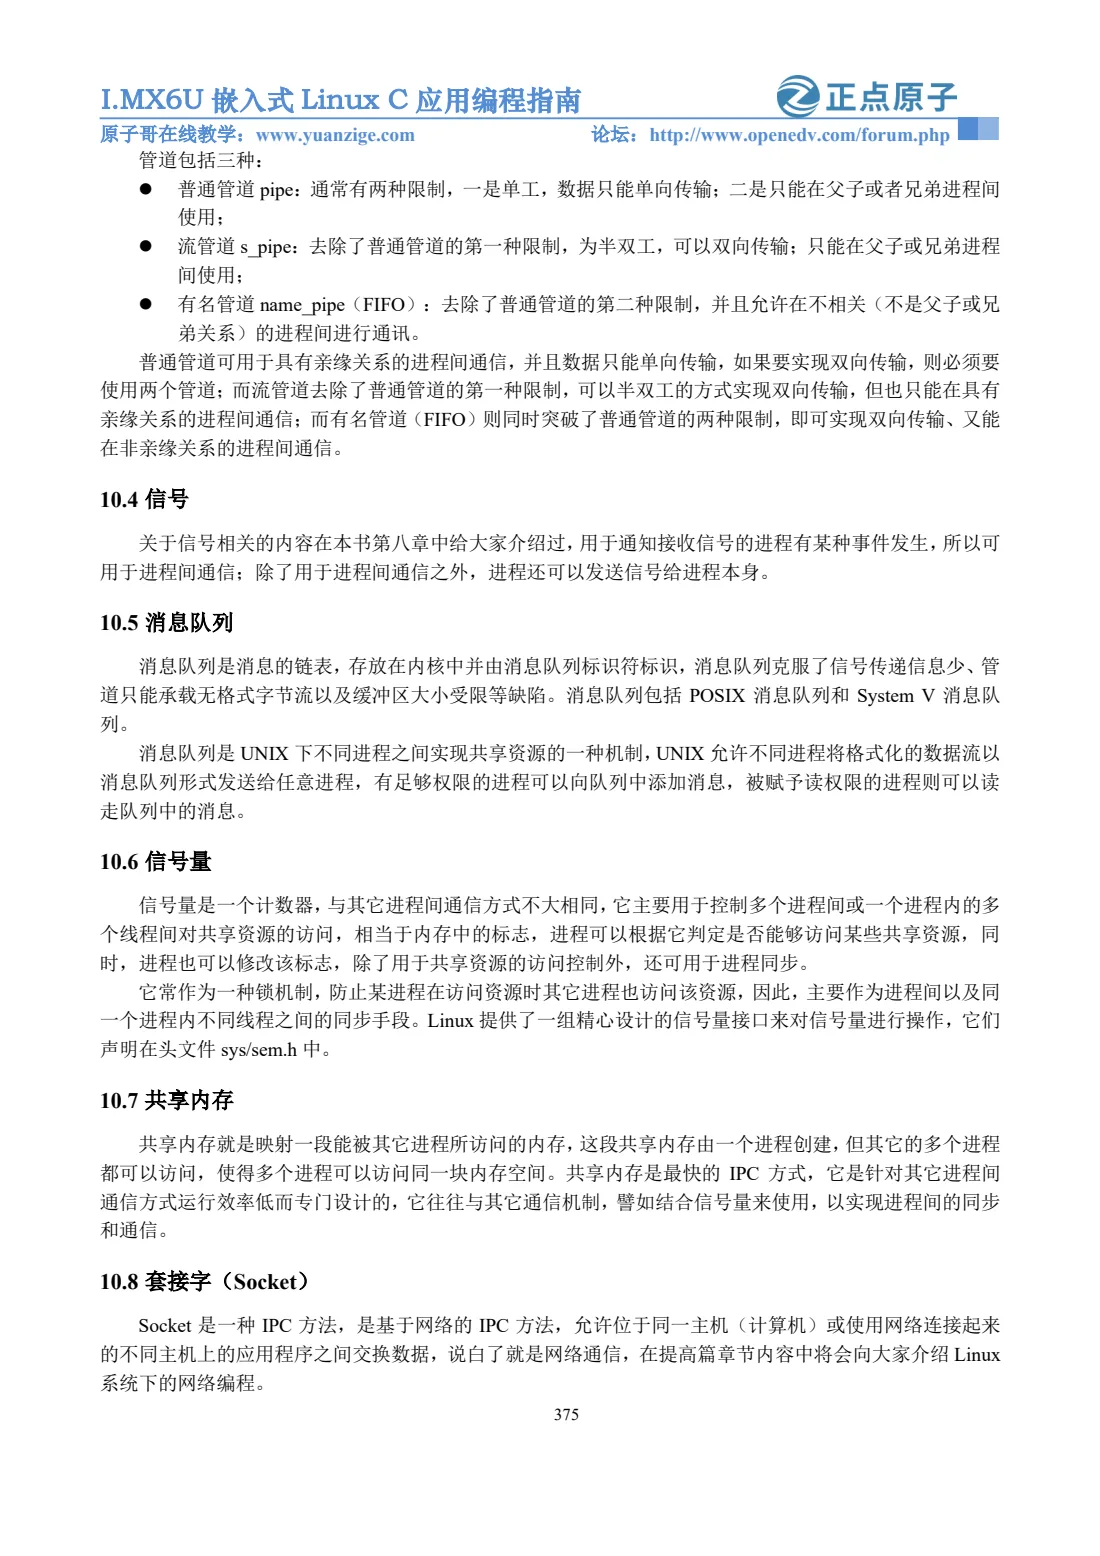 I.MX6U 嵌入式 Linux C 应用编程指南
正点原子
原子哥在线教学：www.yuanzige.com 论坛：http://www.openedv.com/forum.php
管道包括三种：
● 普通管道 pipe：通常有两种限制，一是单工，数据只能单向传输；二是只能在父子或者兄弟进程间
使用；
● 流管道 s_pipe：去除了普通管道的第一种限制，为半双工，可以双向传输；只能在父子或兄弟进程
间使用；
● 有名管道 name_pipe（FIFO）：去除了普通管道的第二种限制，并且允许在不相关（不是父子或兄
弟关系）的进程间进行通讯。
普通管道可用于具有亲缘关系的进程间通信，并且数据只能单向传输，如果要实现双向传输，则必须要
使用两个管道；而流管道去除了普通管道的第一种限制，可以半双工的方式实现双向传输，但也只能在具有
亲缘关系的进程间通信；而有名管道（FIFO）则同时突破了普通管道的两种限制，即可实现双向传输、又能
在非亲缘关系的进程间通信。
10.4 信号
关于信号相关的内容在本书第八章中给大家介绍过，用于通知接收信号的进程有某种事件发生，所以可
用于进程间通信；除了用于进程间通信之外，进程还可以发送信号给进程本身。
10.5 消息队列
消息队列是消息的链表，存放在内核中并由消息队列标识符标识，消息队列克服了信号传递信息少、管
道只能承载无格式字节流以及缓冲区大小受限等缺陷。消息队列包括 POSIX 消息队列和 System V 消息队
列。
消息队列是 UNIX 下不同进程之间实现共享资源的一种机制，UNIX 允许不同进程将格式化的数据流以
消息队列形式发送给任意进程，有足够权限的进程可以向队列中添加消息，被赋予读权限的进程则可以读
走队列中的消息。
10.6 信号量
信号量是一个计数器，与其它进程间通信方式不大相同，它主要用于控制多个进程间或一个进程内的多
个线程间对共享资源的访问，相当于内存中的标志，进程可以根据它判定是否能够访问某些共享资源，同
时，进程也可以修改该标志，除了用于共享资源的访问控制外，还可用于进程同步。
它常作为一种锁机制，防止某进程在访问资源时其它进程也访问该资源，因此，主要作为进程间以及同
一个进程内不同线程之间的同步手段。Linux 提供了一组精心设计的信号量接口来对信号量进行操作，它们
声明在头文件 sys/sem.h 中。
10.7 共享内存
共享内存就是映射一段能被其它进程所访问的内存，这段共享内存由一个进程创建，但其它的多个进程
都可以访问，使得多个进程可以访问同一块内存空间。共享内存是最快的 IPC 方式，它是针对其它进程间
通信方式运行效率低而专门设计的，它往往与其它通信机制，譬如结合信号量来使用，以实现进程间的同步
和通信。
10.8 套接字（Socket）
Socket 是一种 IPC 方法，是基于网络的 IPC 方法，允许位于同一主机（计算机）或使用网络连接起来
的不同主机上的应用程序之间交换数据，说白了就是网络通信，在提高篇章节内容中将会向大家介绍 Linux
系统下的网络编程。
375